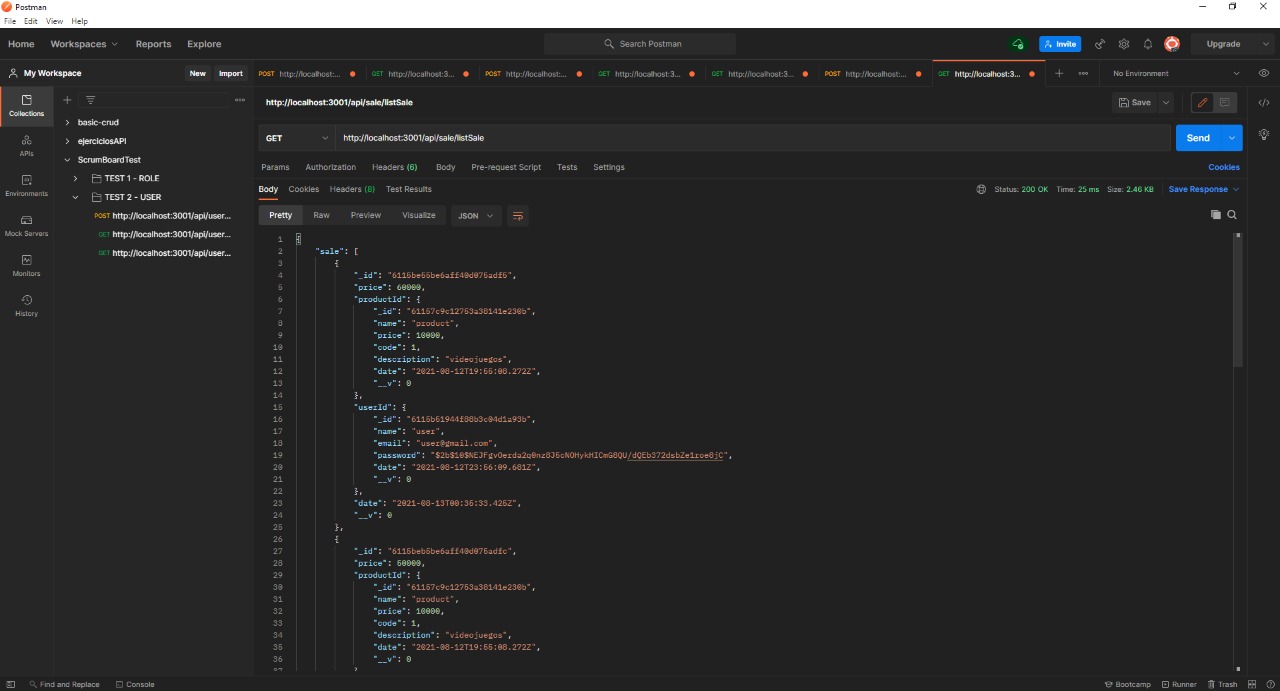 Postman
File Edit View Help
Home Workspaces Reports Explore Search Postman Invite Upgrade
My Workspace New Import
POST http://localhost:... GET http://localhost:3... POST http://localhost:... GET http://localhost:3... GET http://localhost:3... POST http://localhost:... GET http://localhost:3... No Environment
Collections
APIs
Environments
Mock Servers
Monitors
History
basic-crud
ejerciciosAPI
ScrumBoardTest
TEST 1 - ROLE
TEST 2 - USER
POST http://localhost:3001/api/user...
GET http://localhost:3001/api/user...
GET http://localhost:3001/api/user...
http://localhost:3001/api/sale/listSale Save
GET http://localhost:3001/api/sale/listSale Send
Params Authorization Headers (6) Body Pre-request Script Tests Settings Cookies
Body Cookies Headers (8) Test Results Status: 200 OK Time: 25 ms Size: 2.46 KB Save Response
Pretty Raw Preview Visualize JSON
1 {
2 "sale": [
3 {
4 "_id": "6115be55be6aff40d075adf5",
5 "price": 60000,
6 "productId": {
7 "_id": "61157c9c12753a38141e230b",
8 "name": "product",
9 "price": 10000,
10 "code": 1,
11 "description": "videojuegos",
12 "date": "2021-08-12T19:55:08.272Z",
13 "__v": 0
14 },
15 "userId": {
16 "_id": "6115b51944f88b3c04d1a93b",
17 "name": "user",
18 "email": "user@gmail.com",
19 "password": "$2b$10$NEJFgvOerda2q0nz8J5cNOHykHICmG8QU/dQEb372dsbZe1roe8jC",
20 "date": "2021-08-12T23:56:09.681Z",
21 "__v": 0
22 },
23 "date": "2021-08-13T00:35:33.425Z",
24 "__v": 0
25 },
26 {
27 "_id": "6115beb5be6aff40d075adfc",
28 "price": 50000,
29 "productId": {
30 "_id": "61157c9c12753a38141e230b",
31 "name": "product",
32 "price": 10000,
33 "code": 1,
34 "description": "videojuegos",
35 "date": "2021-08-12T19:55:08.272Z",
36 "__v": 0
37
Find and Replace Console Bootcamp Runner Trash